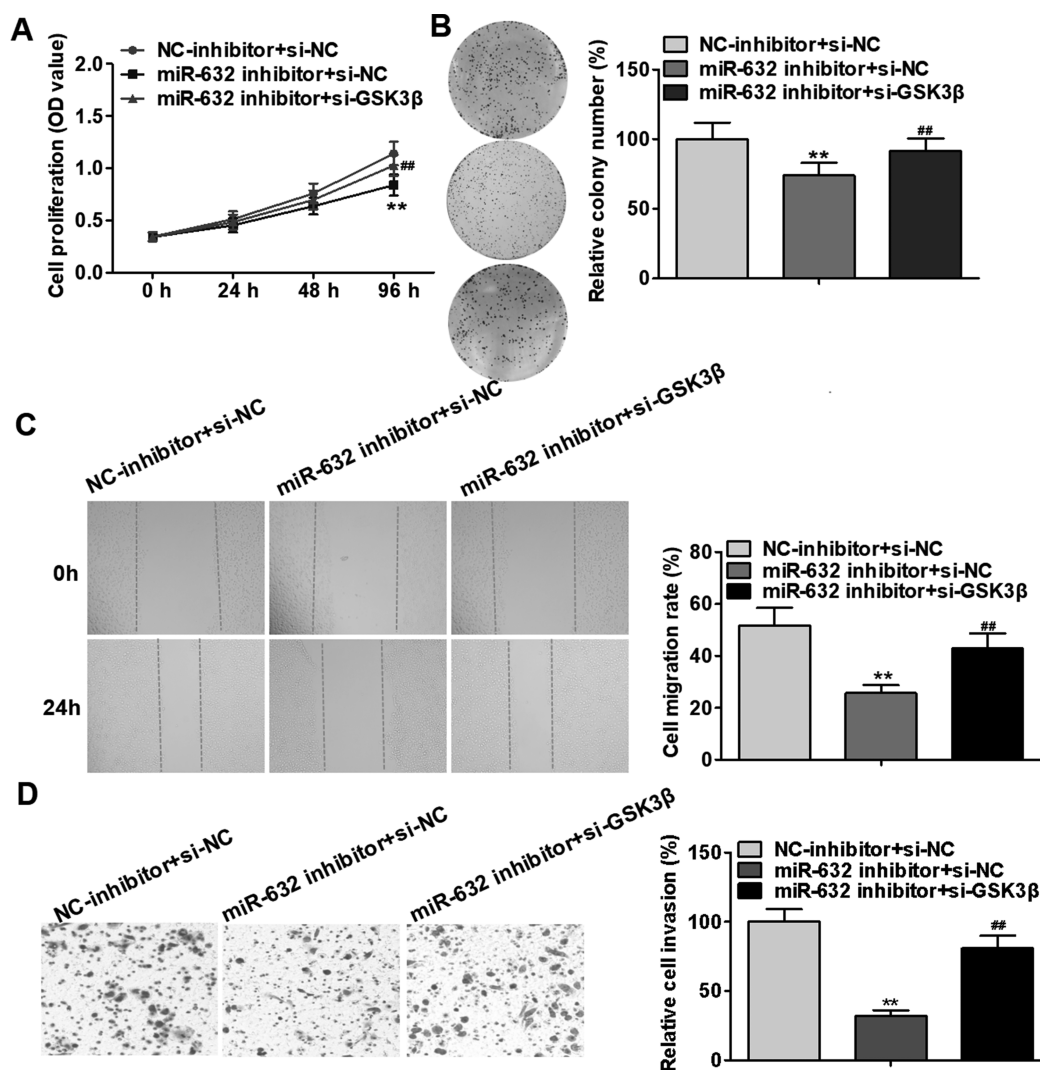 A
Cell proliferation (OD value)
NC-inhibitor+si-NC
miR-632 inhibitor+si-NC
miR-632 inhibitor+si-GSK3β
2.0
1.5
1.0
0.5
0.0
##
**
0 h
24 h
48 h
96 h
B
Relative colony number (%)
NC-inhibitor+si-NC
miR-632 inhibitor+si-NC
miR-632 inhibitor+si-GSK3β
150
100
50
0
**
##
C
NC-inhibitor+si-NC
miR-632 inhibitor+si-NC
miR-632 inhibitor+si-GSK3β
0h
24h
Cell migration rate (%)
NC-inhibitor+si-NC
miR-632 inhibitor+si-NC
miR-632 inhibitor+si-GSK3β
80
60
40
20
0
**
##
D
NC-inhibitor+si-NC
miR-632 inhibitor+si-NC
miR-632 inhibitor+si-GSK3β
Relative cell invasion (%)
NC-inhibitor+si-NC
miR-632 inhibitor+si-NC
miR-632 inhibitor+si-GSK3β
150
100
50
0
**
##